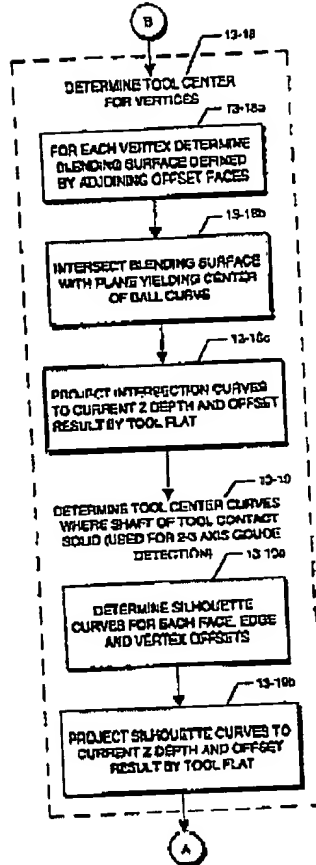 B
13-18
DETERMINE TOOL CENTER
FOR VERTICES
13-18a
FOR EACH VERTEX DETERMINE
BLENDING SURFACE DEFINED
BY ADJOINING OFFSET FACES
13-18b
INTERSECT BLENDING SURFACE
WITH PLANE YIELDING CENTER
OF BALL CURVE
13-18c
PROJECT INTERSECTION CURVES
TO CURRENT Z DEPTH AND OFFSET
RESULT BY TOOL FLAT
13-19
DETERMINE TOOL CENTER CURVES
WHERE SHAFT OF TOOL CONTACT
SOLID (USED FOR 2-3 AXIS GOUGE
DETECTION)
13-19a
DETERMINE SILHOUETTE
CURVES FOR EACH FACE, EDGE
AND VERTEX OFFSETS
13-19b
PROJECT SILHOUETTE CURVES TO
CURRENT Z DEPTH AND OFFSET
RESULT BY TOOL FLAT
A